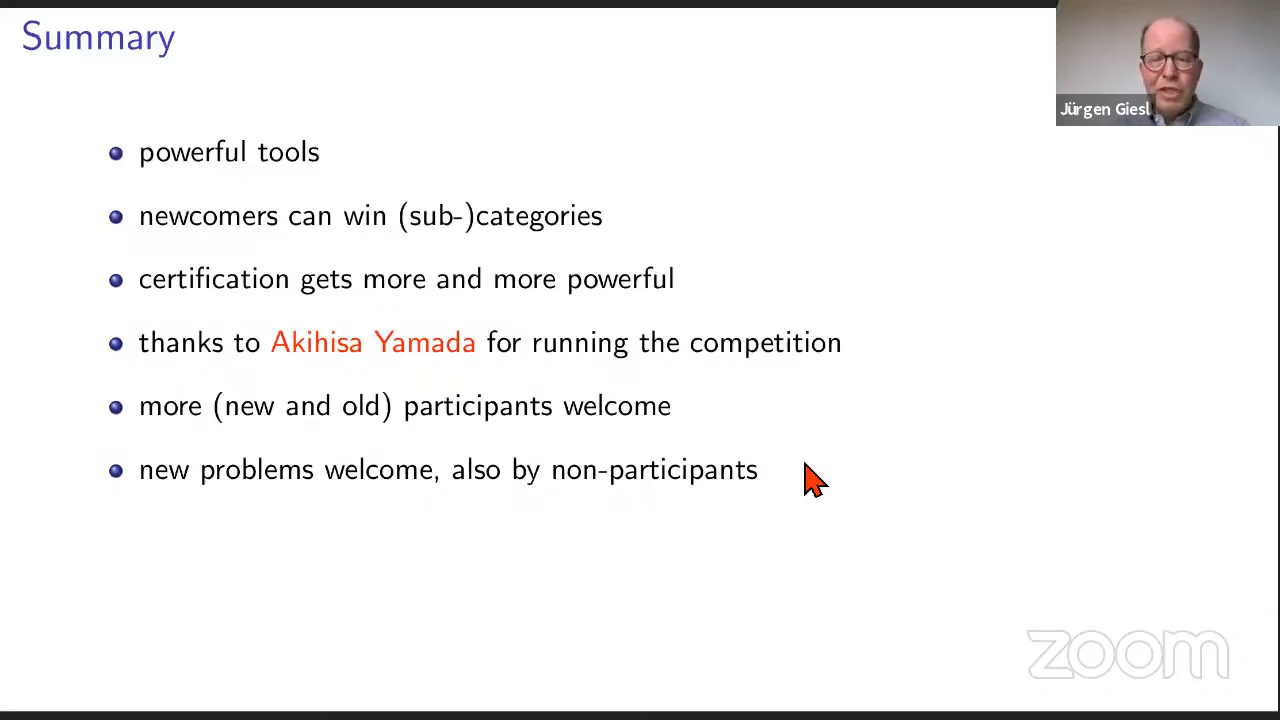 Summary
Jürgen Giesl
powerful tools
newcomers can win (sub-)categories
certification gets more and more powerful
thanks to Akihisa Yamada for running the competition
more (new and old) participants welcome
new problems welcome, also by non-participants
zoom